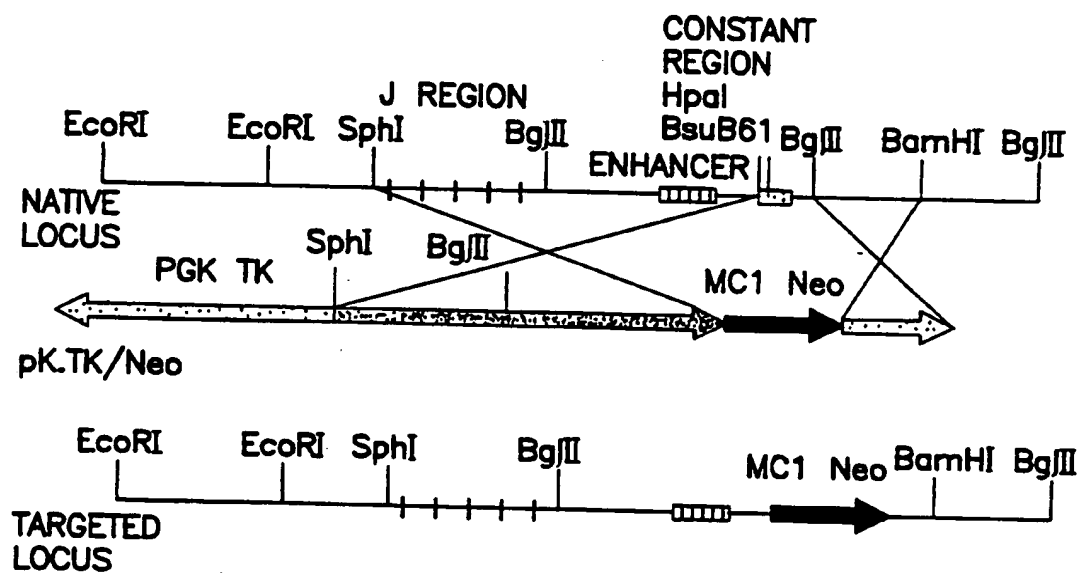 CONSTANT
REGION
HpaI
BsuB61
J REGION
EcoRI EcoRI SphI BglII BglII BamHI BglII
ENHANCER
NATIVE
LOCUS
SphI BglII
PGK TK MC1 Neo
pK.TK/Neo
EcoRI EcoRI SphI BglII MC1 Neo BamHI BglII
TARGETED
LOCUS